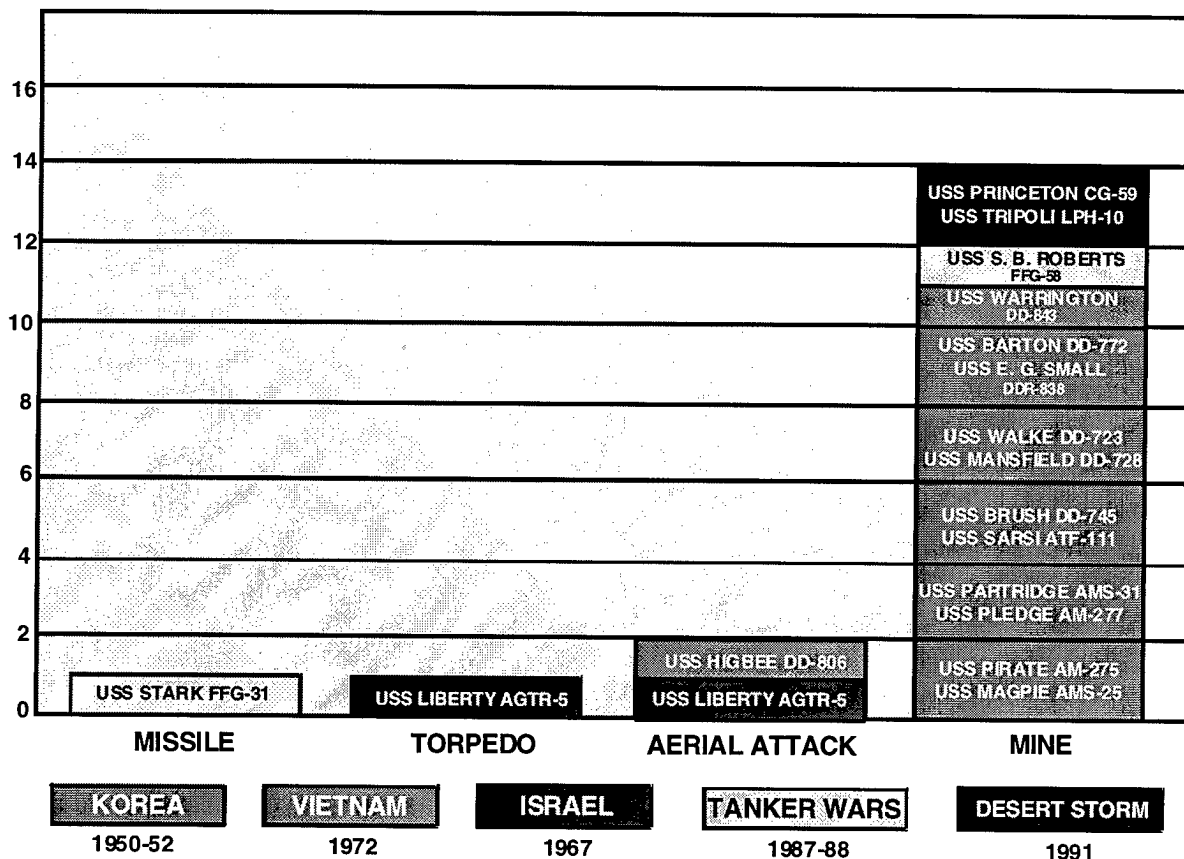 16
14
12
10
8
6
4
2
0
USS STARK FFG-31
USS LIBERTY AGTR-5
USS HIGBEE DD-806
USS LIBERTY AGTR-5
USS PRINCETON CG-59
USS TRIPOLI LPH-10
USS S. B. ROBERTS
FFG-58
USS WARRINGTON
DD-843
USS BARTON DD-772
USS E. G. SMALL
DDR-838
USS WALKE DD-723
USS MANSFIELD DD-728
USS BRUSH DD-745
USS SARSI ATF-111
USS PARTRIDGE AMS-31
USS PLEDGE AM-277
USS PIRATE AM-275
USS MAGPIE AMS-25
MISSILE
TORPEDO
AERIAL ATTACK
MINE
KOREA
1950-52
VIETNAM
1972
ISRAEL
1967
TANKER WARS
1987-88
DESERT STORM
1991